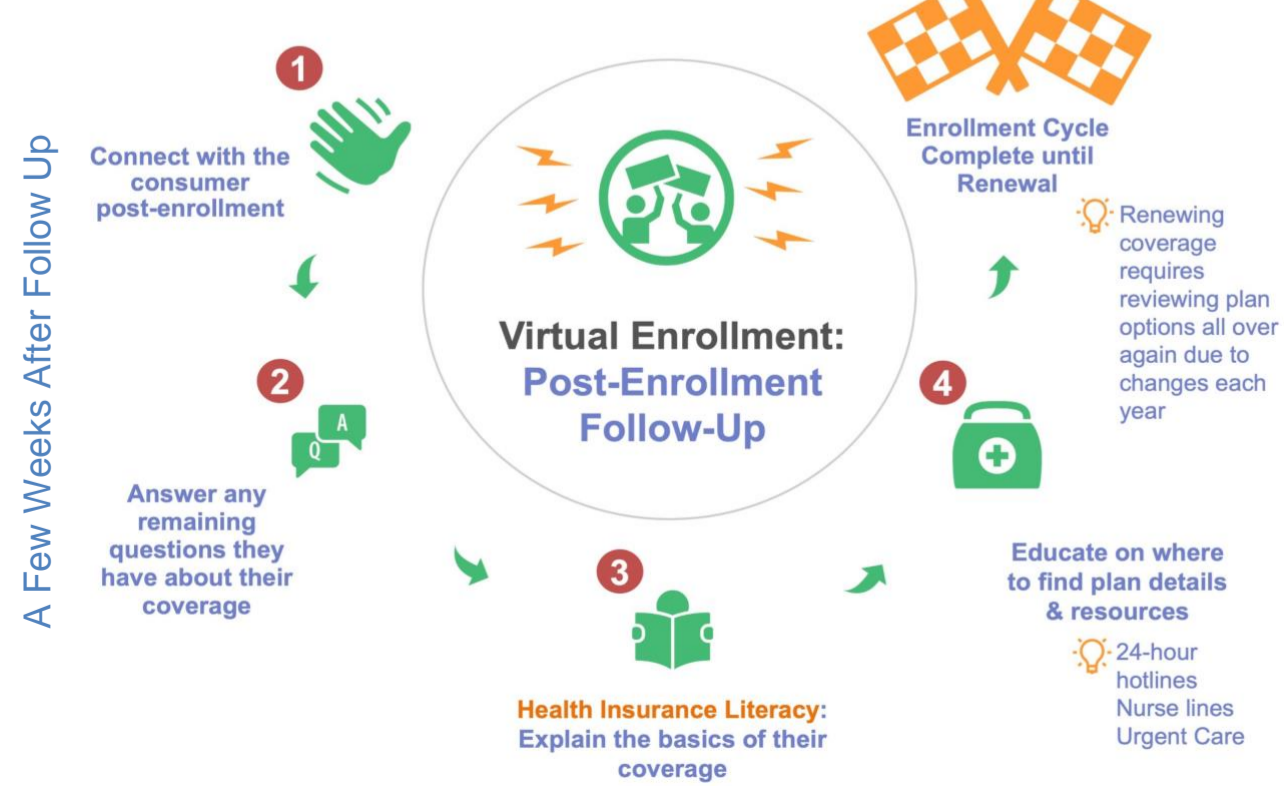 A Few Weeks After Follow Up
1
Connect with the
consumer
post-enrollment
2
Q
A
Answer any
remaining
questions they
have about their
coverage
Virtual Enrollment:
Post-Enrollment
Follow-Up
3
Health Insurance Literacy:
Explain the basics of their
coverage
4
Educate on where
to find plan details
& resources
24-hour
hotlines
Nurse lines
Urgent Care
Enrollment Cycle
Complete until
Renewal
Renewing
coverage
requires
reviewing plan
options all over
again due to
changes each
year